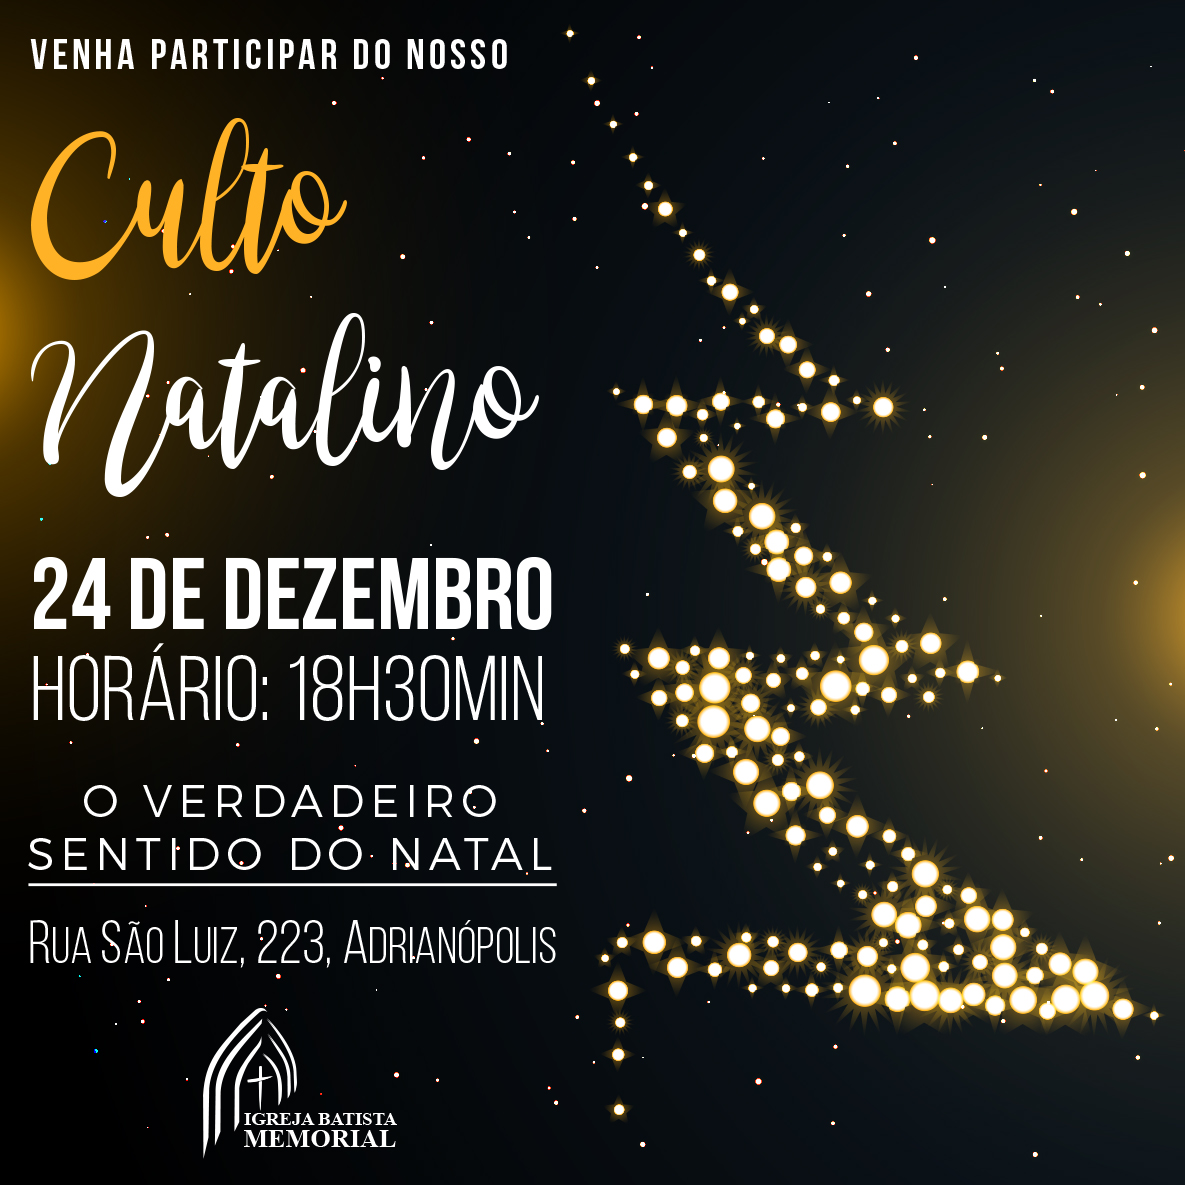 VENHA PARTICIPAR DO NOSSO
Culto
Natalino
24 DE DEZEMBRO
HORÁRIO: 18H30MIN
O VERDADEIRO
SENTIDO DO NATAL
RUA SÃO LUIZ, 223, ADRIANÓPOLIS
IGREJA BATISTA
MEMORIAL